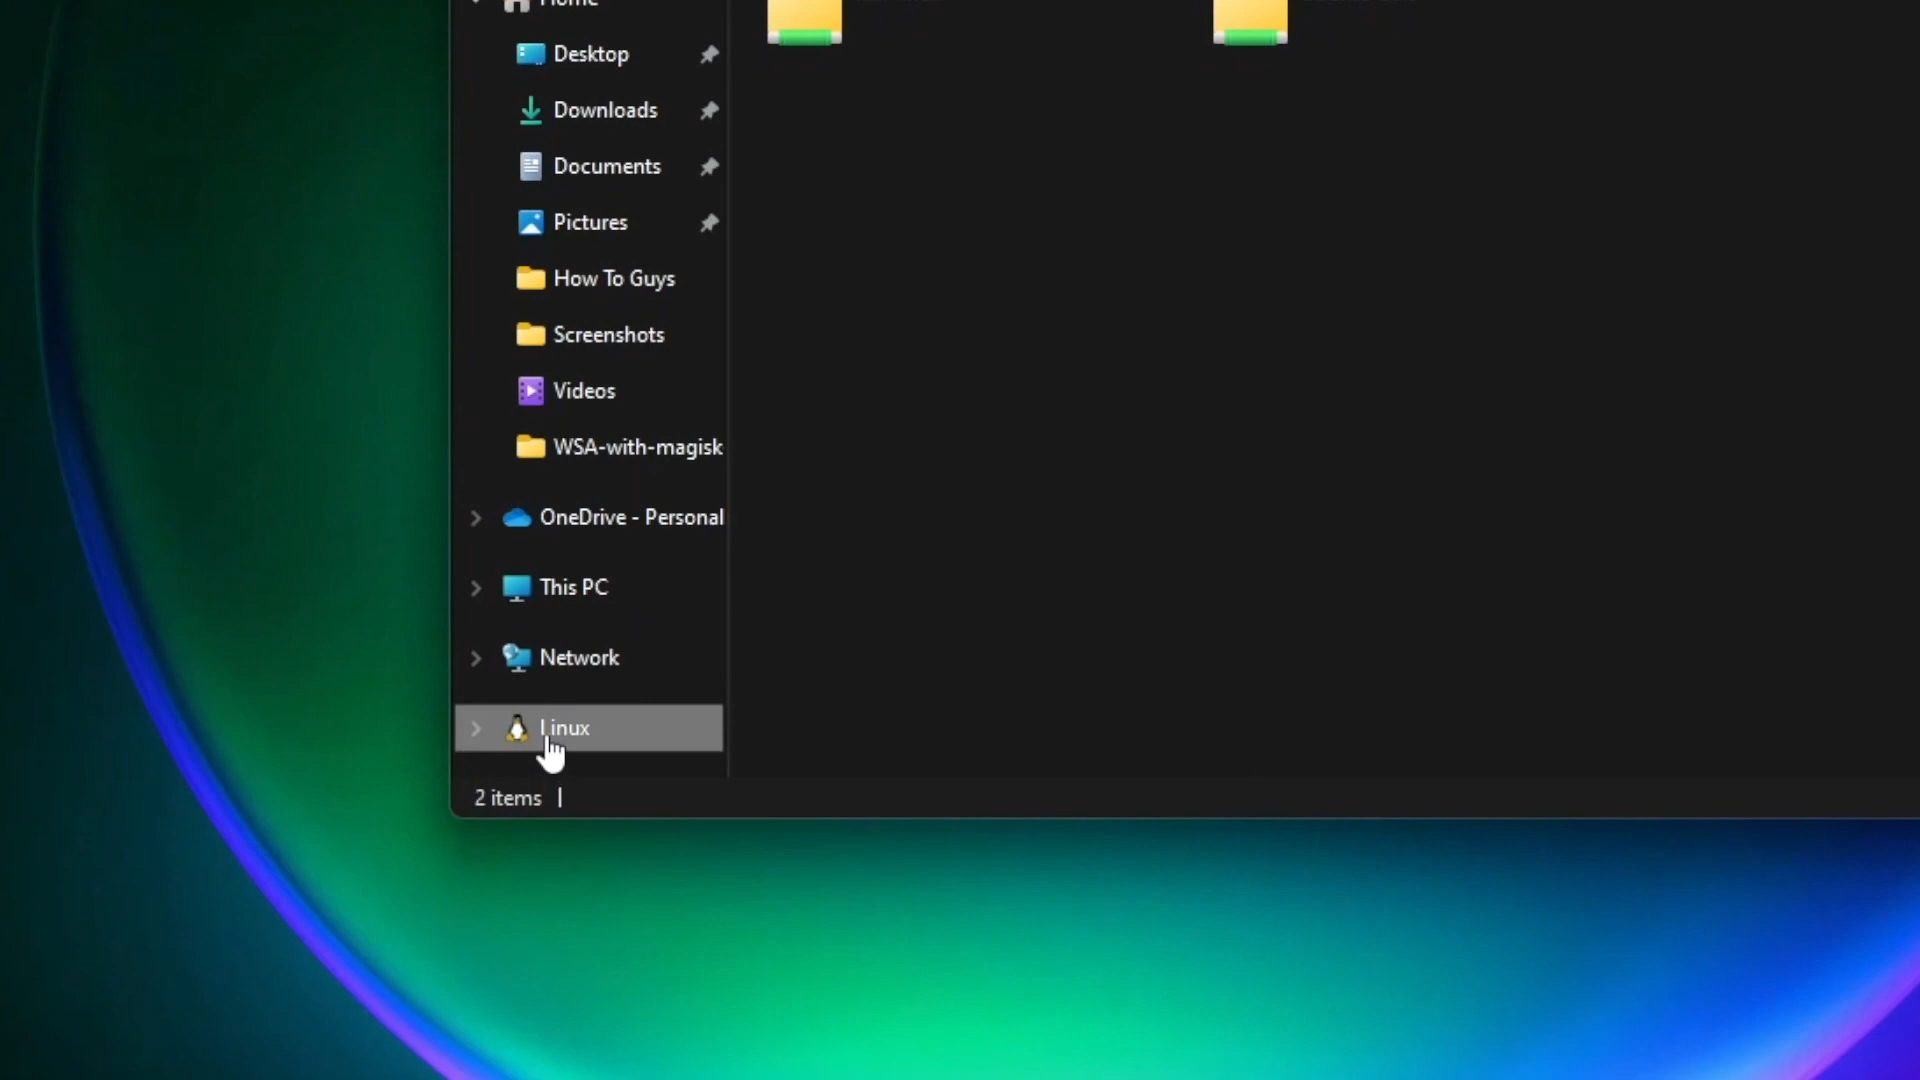 Home
Desktop
Downloads
Documents
Pictures
How To Guys
Screenshots
Videos
WSA-with-magisk
OneDrive - Personal
This PC
Network
Linux
2 items